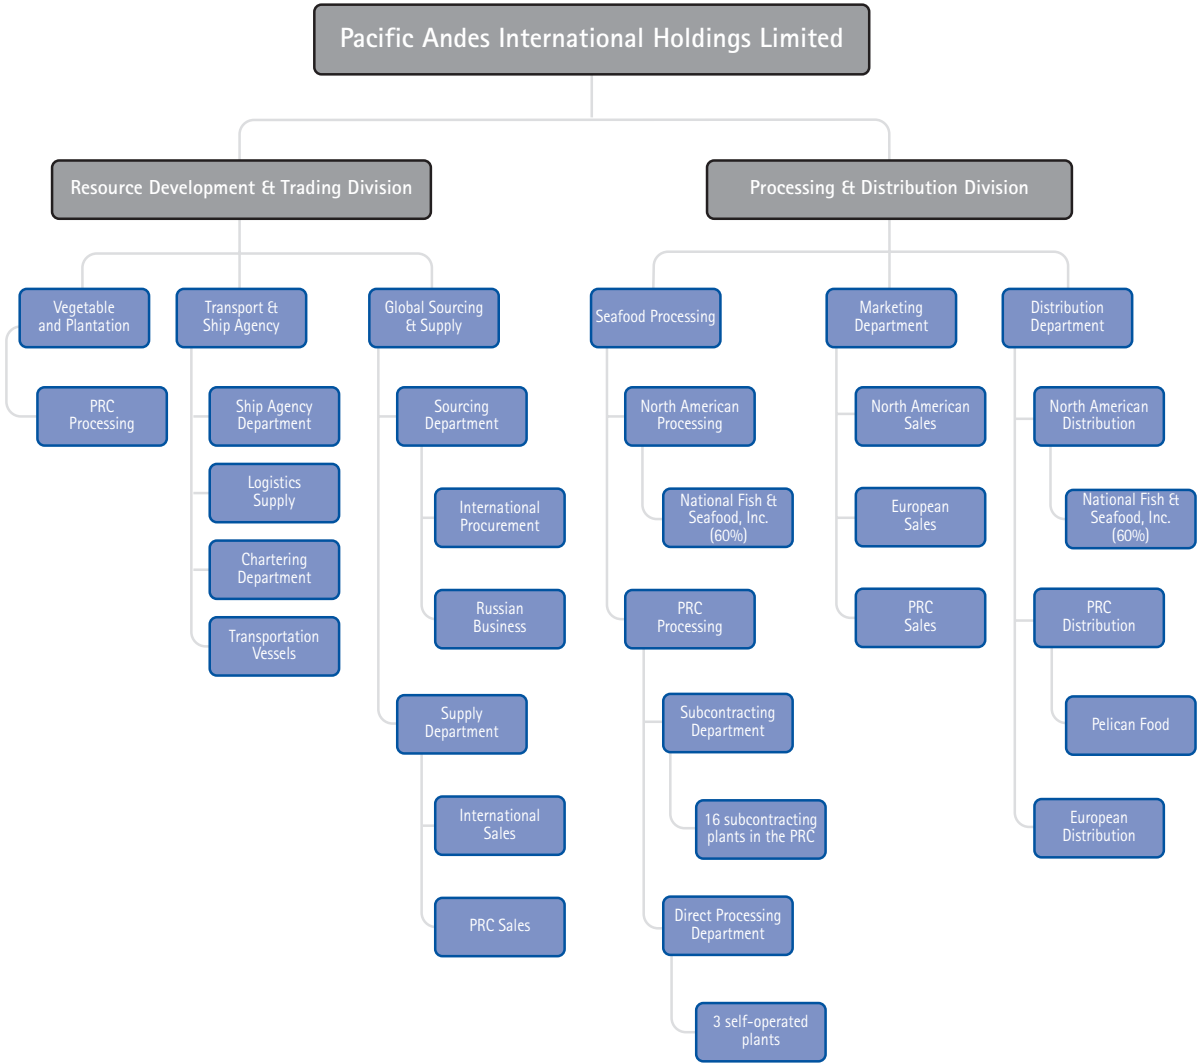 Pacific Andes International Holdings Limited
Resource Development & Trading Division
Processing & Distribution Division
Vegetable
and Plantation
Transport &
Ship Agency
Global Sourcing
& Supply
Seafood Processing
Marketing
Department
Distribution
Department
PRC
Processing
Ship Agency
Department
Logistics
Supply
Chartering
Department
Transportation
Vessels
Sourcing
Department
International
Procurement
Russian
Business
Supply
Department
International
Sales
PRC Sales
North American
Processing
National Fish &
Seafood, Inc.
(60%)
PRC
Processing
Subcontracting
Department
16 subcontracting
plants in the PRC
Direct Processing
Department
3 self-operated
plants
North American
Sales
European
Sales
PRC
Sales
North American
Distribution
National Fish &
Seafood, Inc.
(60%)
PRC
Distribution
Pelican Food
European
Distribution